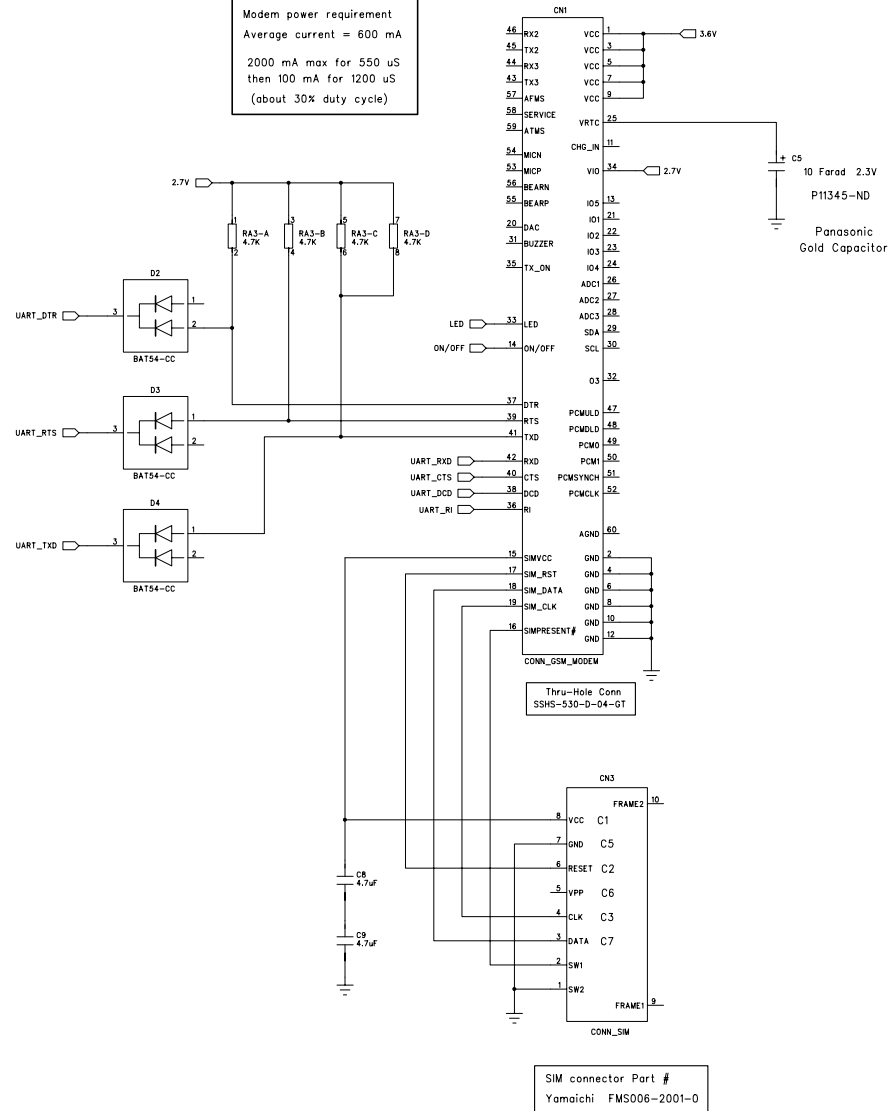 Modem power requirement
Average current = 600 mA
2000 mA max for 550 uS
then 100 mA for 1200 uS
(about 30% duty cycle)
CN1
46 RX2 VCC 1 3.6V
45 TX2 VCC 3
44 RX3 VCC 5
43 TX3 VCC 7
57 AFMS VCC 9
58 SERVICE
59 ATMS VRTC 25
CHG_IN 11
54 MICN
53 MICP VIO 34 2.7V
56 BEARN
55 BEARP IO5 13
20 DAC IO1 21
31 BUZZER IO2 22
IO3 23
35 TX_ON IO4 24
ADC1 26
ADC2 27
ADC3 28
LED 33 LED SDA 29
ON/OFF 14 ON/OFF SCL 30
O3 32
37 DTR
39 RTS PCMULD 47
41 TXD PCMDLD 48
PCMO 49
UART_RXD 42 RXD PCM1 50
UART_CTS 40 CTS PCMSYNCH 51
UART_DCD 38 DCD PCMCLK 52
UART_RI 36 RI
AGND 60
15 SIMVCC GND 2
17 SIM_RST GND 4
18 SIM_DATA GND 6
19 SIM_CLK GND 8
GND 10
16 SIMPRESENT# GND 12
CONN_GSM_MODEM
Thru-Hole Conn
SSHS-530-D-04-GT
+ C5
10 Farad 2.3V
P11345-ND
Panasonic
Gold Capacitor
2.7V
1 3 5 7
RA3-A RA3-B RA3-C RA3-D
4.7K 4.7K 4.7K 4.7K
2 4 6 8
D2
1
UART_DTR 3
2
BAT54-CC
D3
1
UART_RTS 3
2
BAT54-CC
D4
1
UART_TXD 3
2
BAT54-CC
CN3
FRAME2 10
8 VCC C1
7 GND C5
6 RESET C2
5 VPP C6
4 CLK C3
3 DATA C7
2 SW1
1 SW2
FRAME1 9
CONN_SIM
C8
4.7uF
C9
4.7uF
SIM connector Part #
Yamaichi FMS006-2001-0